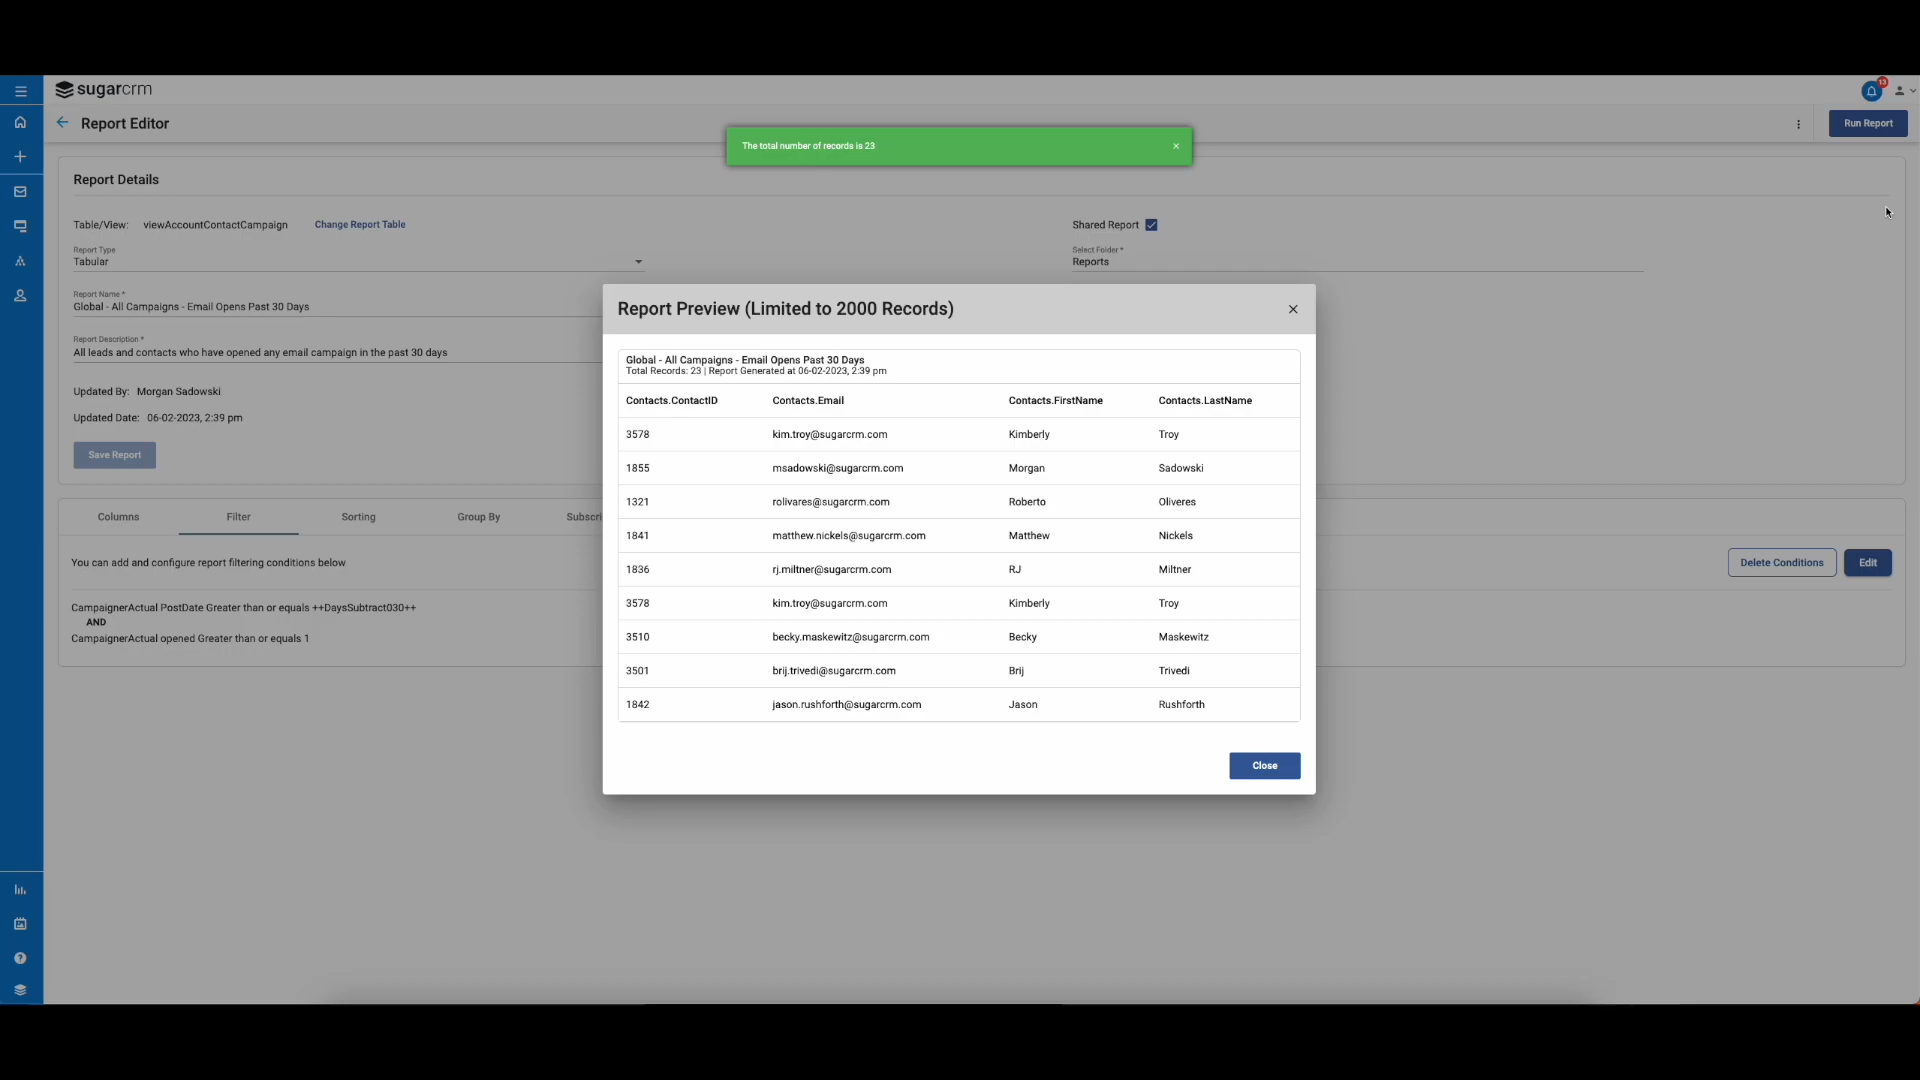 sugarcrm
13
Report Editor
Run Report
The total number of records is 23
Report Details
Table/View: viewAccountContactCampaign Change Report Table
Shared Report
Report Type
Tabular
Select Folder *
Reports
Report Name *
Global - All Campaigns - Email Opens Past 30 Days
Report Description *
All leads and contacts who have opened any email campaign in the past 30 days
Updated By: Morgan Sadowski
Updated Date: 06-02-2023, 2:39 pm
Save Report
Columns Filter Sorting Group By Subscri
You can add and configure report filtering conditions below
Delete Conditions Edit
CampaignerActual PostDate Greater than or equals ++DaysSubtract030++
AND
CampaignerActual opened Greater than or equals 1
Report Preview (Limited to 2000 Records)
Global - All Campaigns - Email Opens Past 30 Days
Total Records: 23 | Report Generated at 06-02-2023, 2:39 pm
Contacts.ContactID Contacts.Email Contacts.FirstName Contacts.LastName
3578 kim.troy@sugarcrm.com Kimberly Troy
1855 msadowski@sugarcrm.com Morgan Sadowski
1321 rolivares@sugarcrm.com Roberto Oliveres
1841 matthew.nickels@sugarcrm.com Matthew Nickels
1836 rj.miltner@sugarcrm.com RJ Miltner
3578 kim.troy@sugarcrm.com Kimberly Troy
3510 becky.maskewitz@sugarcrm.com Becky Maskewitz
3501 brij.trivedi@sugarcrm.com Brij Trivedi
1842 jason.rushforth@sugarcrm.com Jason Rushforth
Close